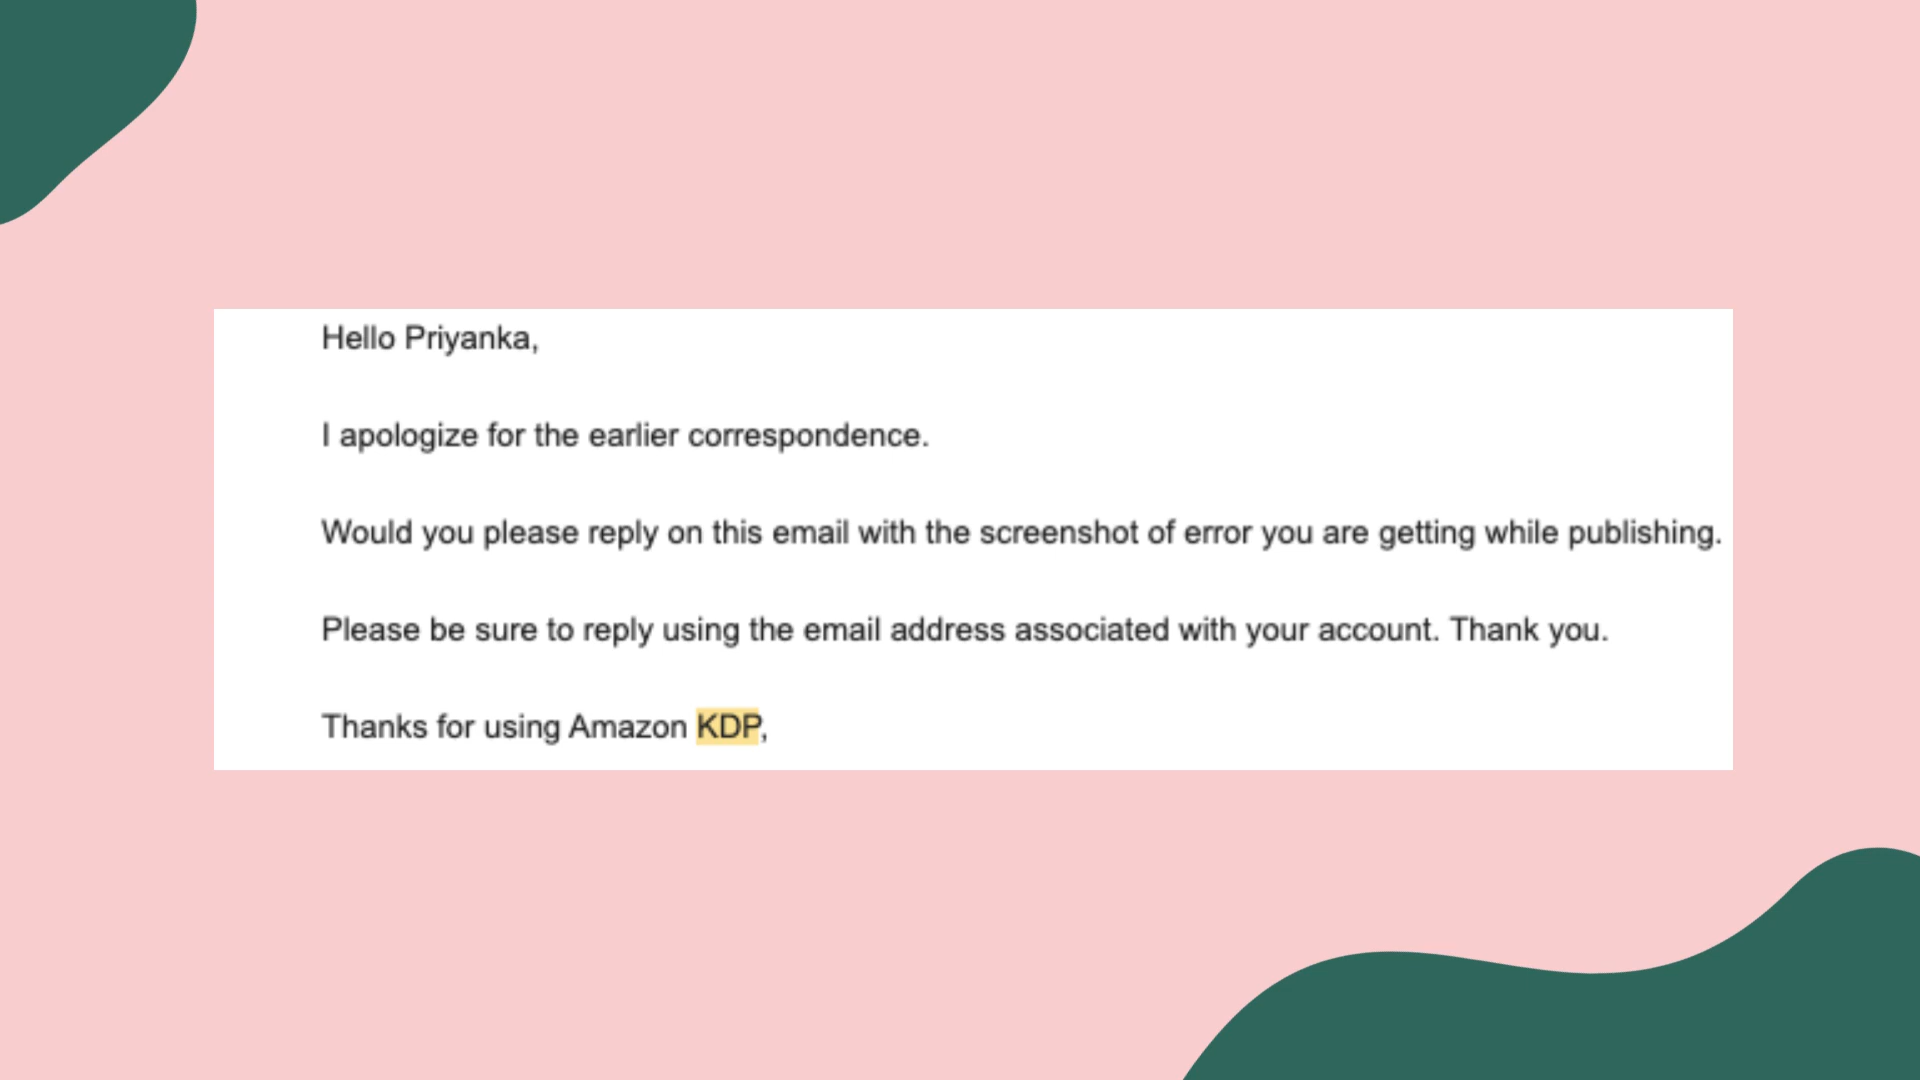 Hello Priyanka,
I apologize for the earlier correspondence.
Would you please reply on this email with the screenshot of error you are getting while publishing.
Please be sure to reply using the email address associated with your account. Thank you.
Thanks for using Amazon KDP,